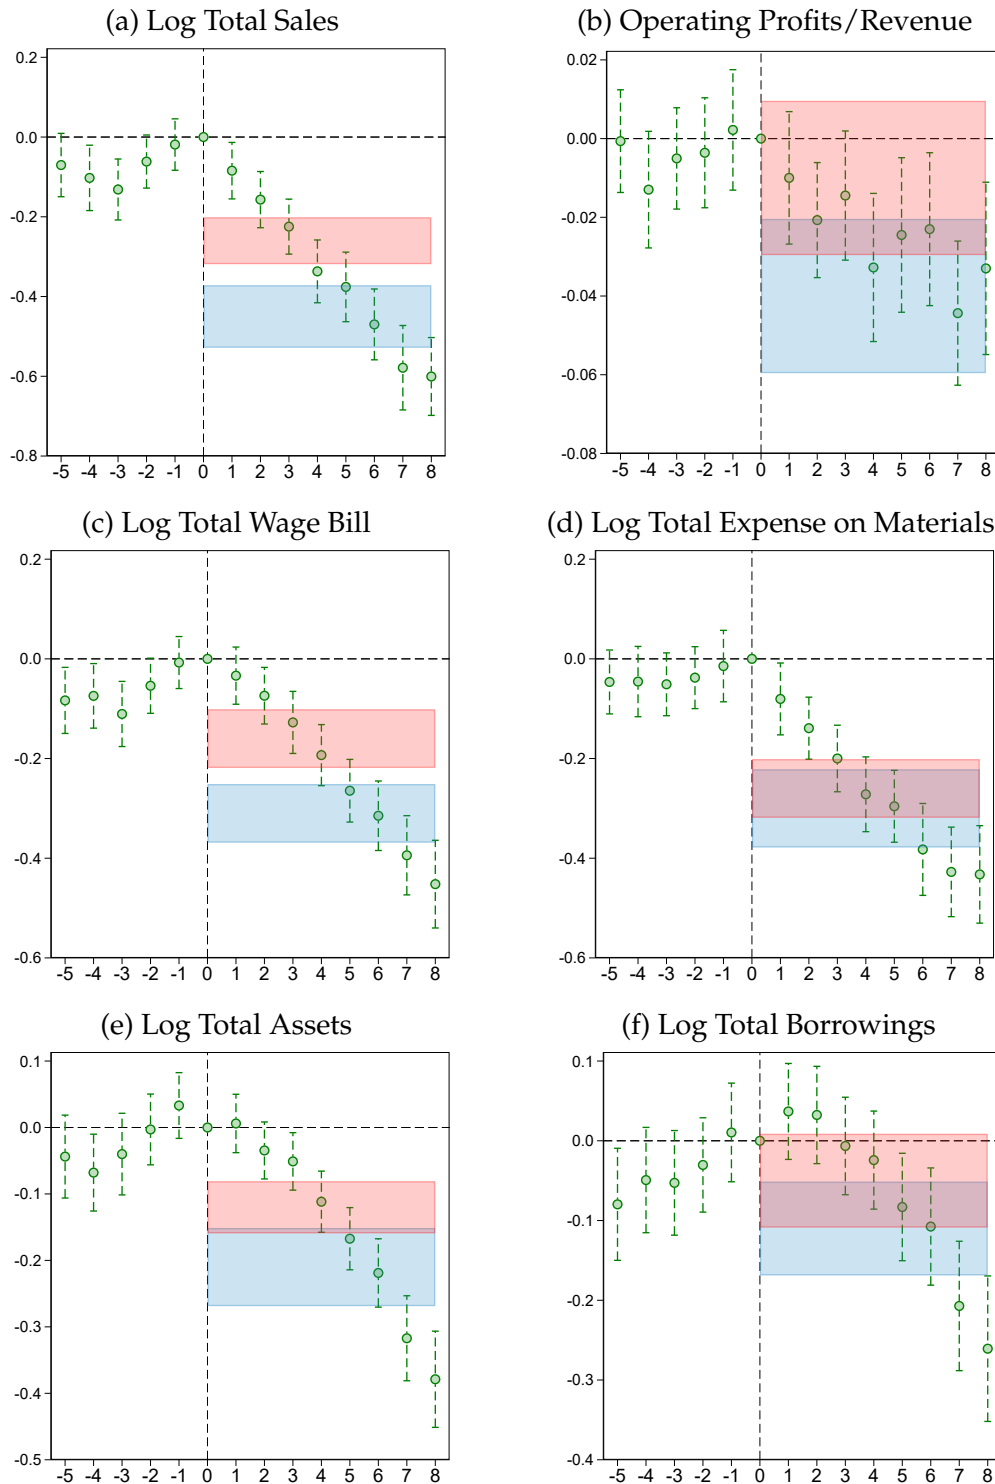 (a) Log Total Sales
0.2
0.0
-0.2
-0.4
-0.6
-0.8
-5 -4 -3 -2 -1 0 1 2 3 4 5 6 7 8
(b) Operating Profits/Revenue
0.02
0.00
-0.02
-0.04
-0.06
-0.08
-5 -4 -3 -2 -1 0 1 2 3 4 5 6 7 8
(c) Log Total Wage Bill
0.2
0.0
-0.2
-0.4
-0.6
-5 -4 -3 -2 -1 0 1 2 3 4 5 6 7 8
(d) Log Total Expense on Materials
0.2
0.0
-0.2
-0.4
-0.6
-5 -4 -3 -2 -1 0 1 2 3 4 5 6 7 8
(e) Log Total Assets
0.1
0.0
-0.1
-0.2
-0.3
-0.4
-0.5
-5 -4 -3 -2 -1 0 1 2 3 4 5 6 7 8
(f) Log Total Borrowings
0.1
0.0
-0.1
-0.2
-0.3
-0.4
-5 -4 -3 -2 -1 0 1 2 3 4 5 6 7 8